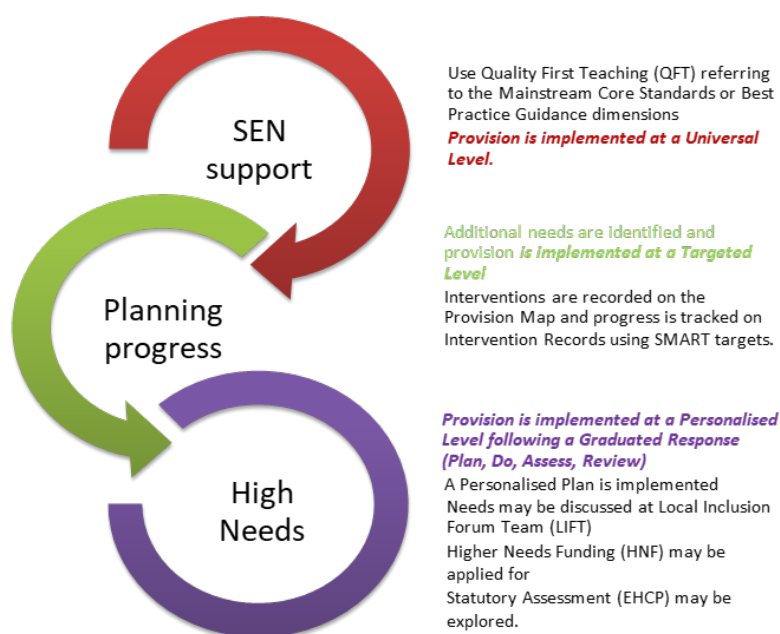 SEN
support
Use Quality First Teaching (QFT) referring
to the Mainstream Core Standards or Best
Practice Guidance dimensions
Provision is implemented at a Universal
Level.
Planning
progress
Additional needs are identified and
provision is implemented at a Targeted
Level
Interventions are recorded on the
Provision Map and progress is tracked on
Intervention Records using SMART targets.
High
Needs
Provision is implemented at a Personalised
Level following a Graduated Response
(Plan, Do, Assess, Review)
A Personalised Plan is implemented
Needs may be discussed at Local Inclusion
Forum Team (LIFT)
Higher Needs Funding (HNF) may be
applied for
Statutory Assessment (EHCP) may be
explored.